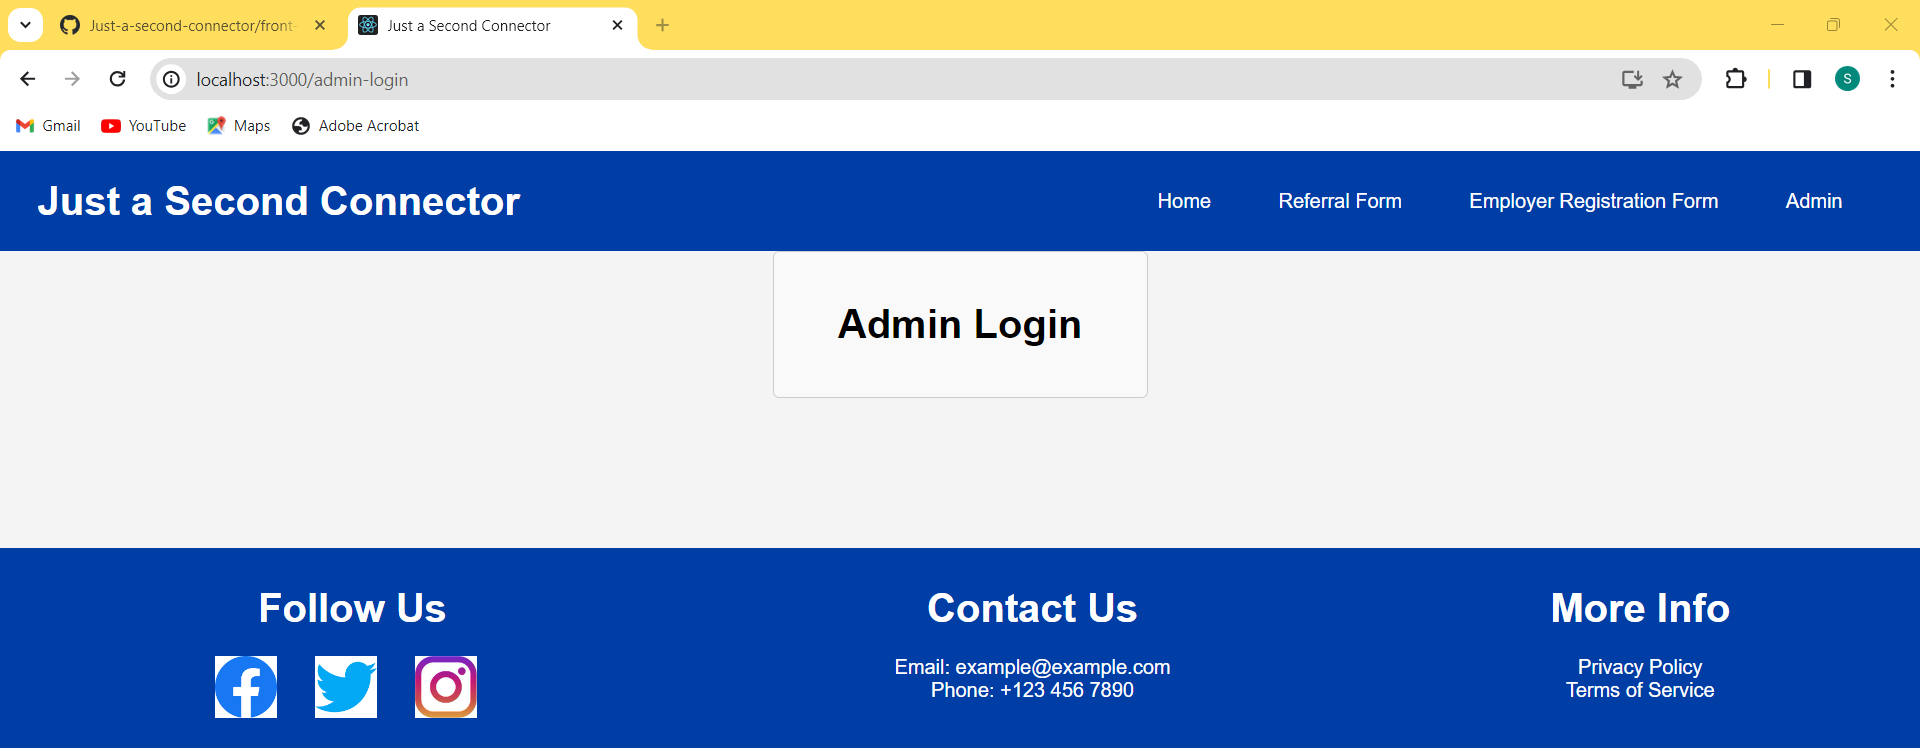 Just-a-second-connector/front-
Just a Second Connector
localhost:3000/admin-login
S
Gmail
YouTube
Maps
Adobe Acrobat
Just a Second Connector
Home
Referral Form
Employer Registration Form
Admin
Admin Login
Follow Us
Contact Us
Email: example@example.com
Phone: +123 456 7890
More Info
Privacy Policy
Terms of Service